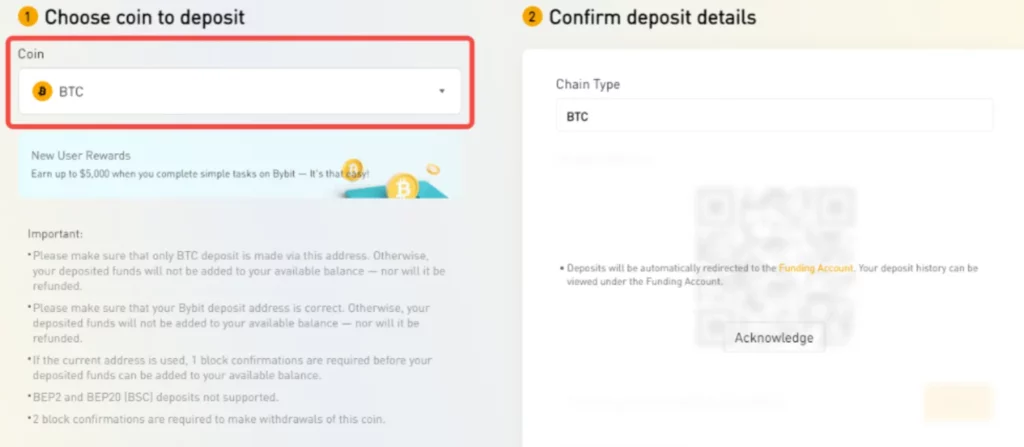 1 Choose coin to deposit
Coin
BTC
New User Rewards
Earn up to $5,000 when you complete simple tasks on Bybit — It's that easy!
Important:
•Please make sure that only BTC deposit is made via this address. Otherwise,
your deposited funds will not be added to your available balance — nor will it be
refunded.
•Please make sure that your Bybit deposit address is correct. Otherwise, your
deposited funds will not be added to your available balance — nor will it be
refunded.
•If the current address is used, 1 block confirmations are required before your
deposited funds can be added to your available balance.
•BEP2 and BEP20 (BSC) deposits not supported.
•2 block confirmations are required to make withdrawals of this coin.
2 Confirm deposit details
Chain Type
BTC
• Deposits will be automatically redirected to the Funding Account. Your deposit history can be
viewed under the Funding Account.
Acknowledge